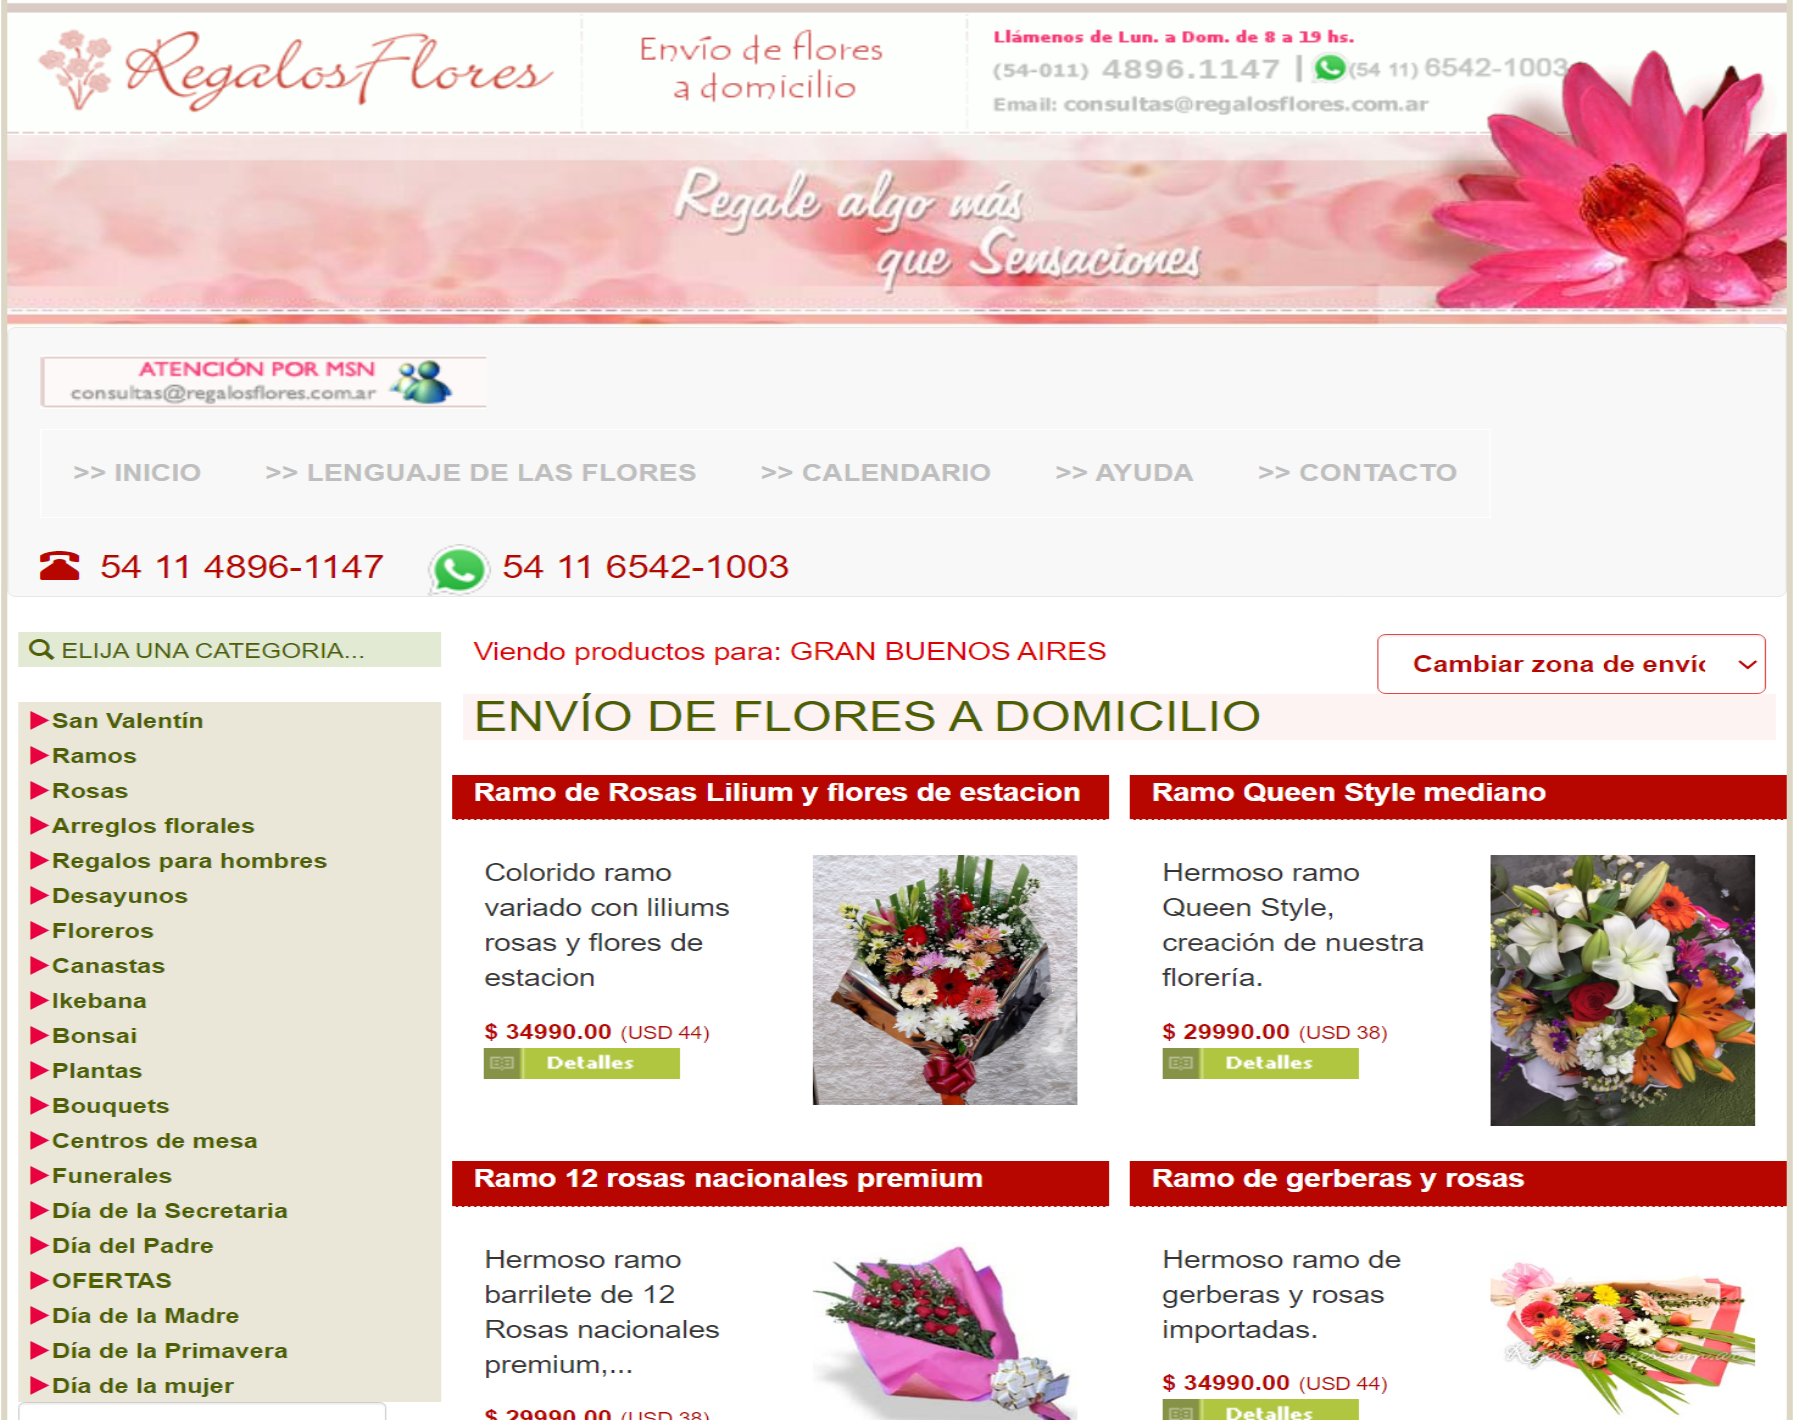 RegalosFlores
Envío de flores
a domicilio
Llámenos de Lun. a Dom. de 8 a 19 hs.
(54-011) 4896.1147 | (54 11) 6542-1003
Email: consultas@regalosflores.com.ar
Regale algo más
que Sensaciones
ATENCIÓN POR MSN
consultas@regalosflores.com.ar
>> INICIO >> LENGUAJE DE LAS FLORES >> CALENDARIO >> AYUDA >> CONTACTO
54 11 4896-1147 54 11 6542-1003
ELIJA UNA CATEGORIA...
San Valentín
Ramos
Rosas
Arreglos florales
Regalos para hombres
Desayunos
Floreros
Canastas
Ikebana
Bonsai
Plantas
Bouquets
Centros de mesa
Funerales
Día de la Secretaria
Día del Padre
OFERTAS
Día de la Madre
Día de la Primavera
Día de la mujer
Viendo productos para: GRAN BUENOS AIRES
Cambiar zona de envío
ENVÍO DE FLORES A DOMICILIO
Ramo de Rosas Lilium y flores de estacion
Colorido ramo
variado con liliums
rosas y flores de
estacion
$ 34990.00 (USD 44)
Detalles
Ramo Queen Style mediano
Hermoso ramo
Queen Style,
creación de nuestra
florería.
$ 29990.00 (USD 38)
Detalles
Ramo 12 rosas nacionales premium
Hermoso ramo
barrilete de 12
Rosas nacionales
premium,...
$ 29990.00 (USD 38)
Ramo de gerberas y rosas
Hermoso ramo de
gerberas y rosas
importadas.
$ 34990.00 (USD 44)
Detalles